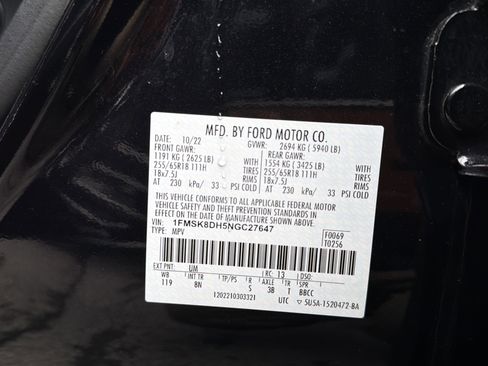 MFD. BY FORD MOTOR CO.
DATE: 10/22 GVWR: 2694 KG ( 5940 LB)
FRONT GAWR: REAR GAWR:
1191 KG ( 2625 LB) WITH 1554 KG ( 3425 LB) WITH
255/65R18 111H TIRES 255/65R18 111H TIRES
18x7.5J RIMS 18x7.5J RIMS
AT 230 kPa/ 33 PSI COLD AT 230 kPa/ 33 PSI COLD
THIS VEHICLE CONFORMS TO ALL APPLICABLE FEDERAL MOTOR
VEHICLE SAFETY AND THEFT PREVENTION STANDARDS IN
EFFECT ON THE DATE OF MANUFACTURE SHOWN ABOVE.
VIN: 1FMSK8DH5NGC27647
TYPE: MPV
F0069
T0256
EXT PNT: UM RC: 13 DSO:
WB INT TR TP/PS R AXLE TR SPR
119 8N 5 3B T BBCC
1202210303321 UTC 5U5A-1520472-BA